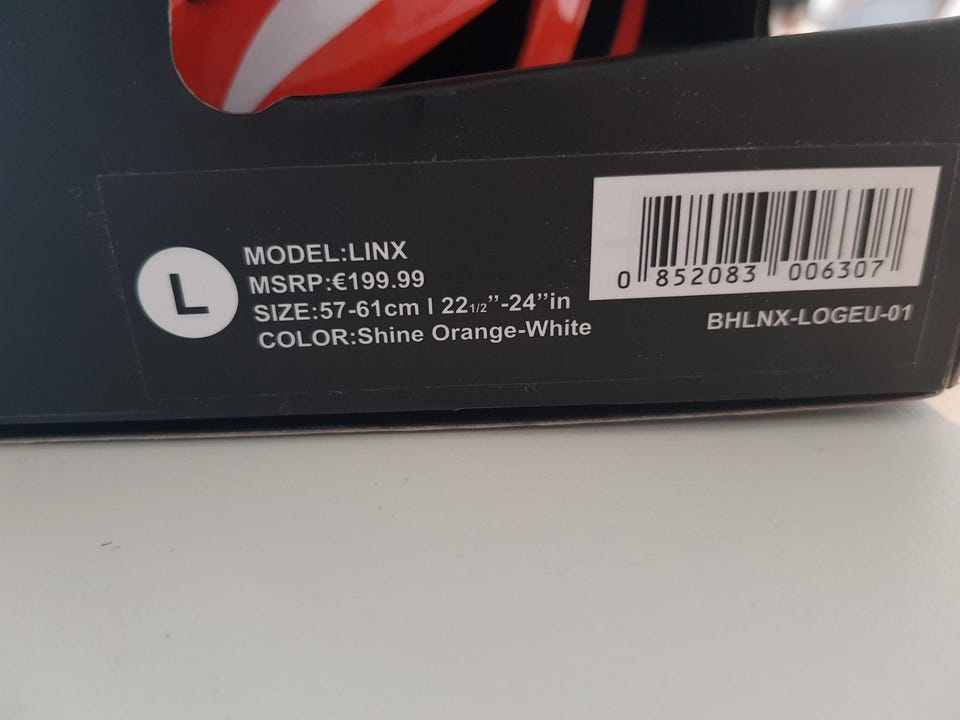 L
MODEL:LINX
MSRP:€199.99
SIZE:57-61cm I 221/2’’-24’’in
COLOR:Shine Orange-White
0 852083 006307
BHLNX-LOGEU-01